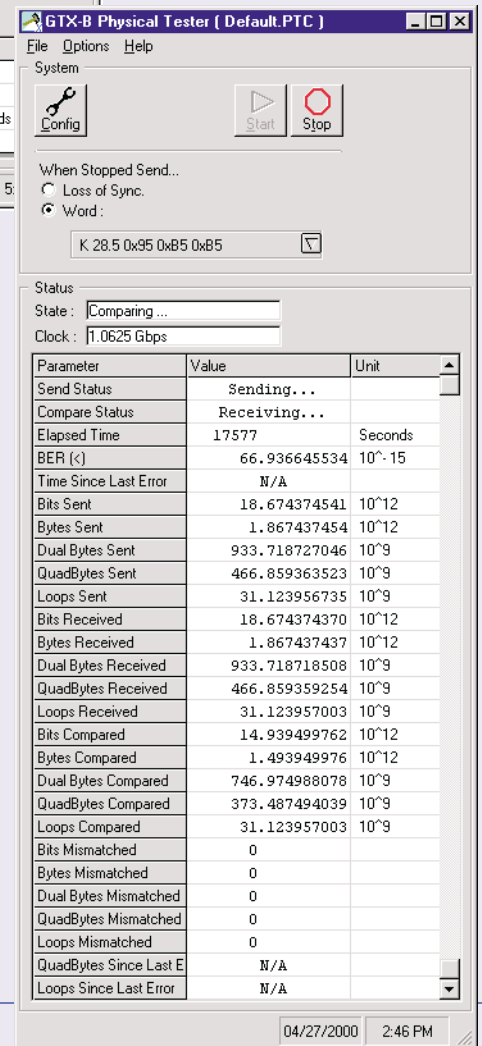 GTX-B Physical Tester ( Default.PTC )
File Options Help
System
Config
Start
Stop
When Stopped Send...
Loss of Sync.
Word :
K 28.5 0x95 0xB5 0xB5
Status
State : Comparing ...
Clock : 1.0625 Gbps
Parameter Value Unit
Send Status Sending...
Compare Status Receiving...
Elapsed Time 17577 Seconds
BER (<) 66.936645534 10^-15
Time Since Last Error N/A
Bits Sent 18.674374541 10^12
Bytes Sent 1.867437454 10^12
Dual Bytes Sent 933.718727046 10^9
QuadBytes Sent 466.859363523 10^9
Loops Sent 31.123956735 10^9
Bits Received 18.674374370 10^12
Bytes Received 1.867437437 10^12
Dual Bytes Received 933.718718508 10^9
QuadBytes Received 466.859359254 10^9
Loops Received 31.123957003 10^9
Bits Compared 14.939499762 10^12
Bytes Compared 1.493949976 10^12
Dual Bytes Compared 746.974988078 10^9
QuadBytes Compared 373.487494039 10^9
Loops Compared 31.123957003 10^9
Bits Mismatched 0
Bytes Mismatched 0
Dual Bytes Mismatched 0
QuadBytes Mismatched 0
Loops Mismatched 0
QuadBytes Since Last E N/A
Loops Since Last Error N/A
04/27/2000 2:46 PM